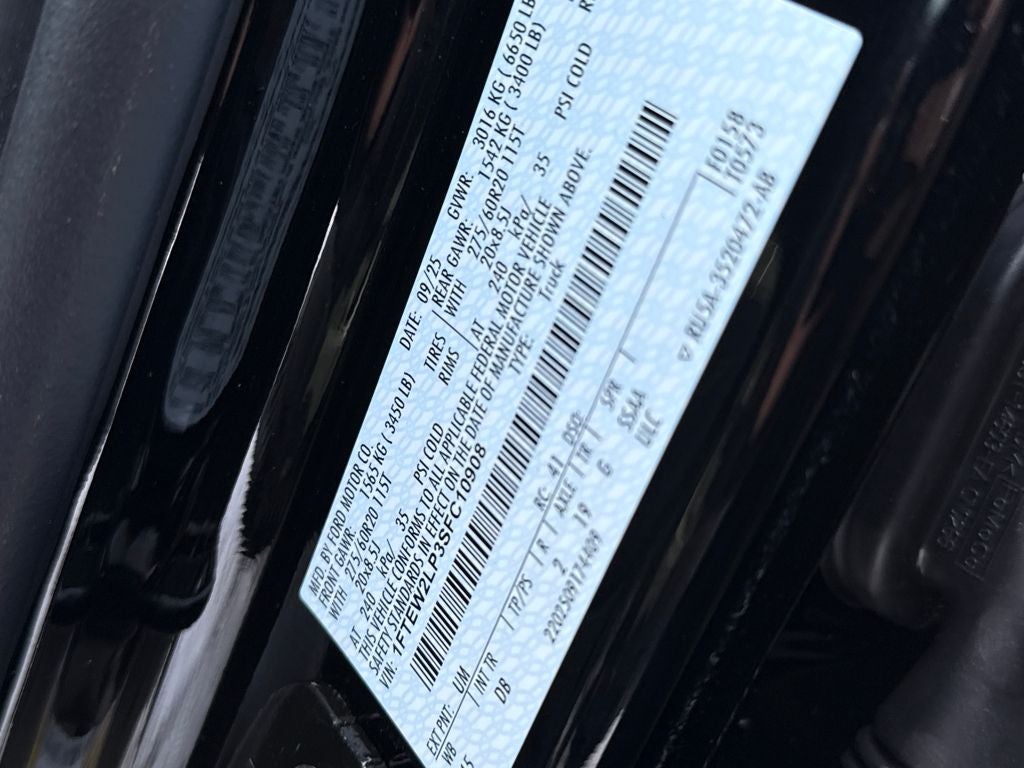 MFD. BY FORD MOTOR CO. DATE: 09/25 GVWR: 3016 KG ( 6650 LB
FRONT GAWR: 1565 KG ( 3450 LB) REAR GAWR: 1542 KG ( 3400 LB)
WITH 275/60R20 115T TIRES WITH 275/60R20 115T
20x8.5J RIMS 20x8.5J
AT 240 kPa/ 35 PSI COLD AT 240 kPa/ 35 PSI COLD
THIS VEHICLE CONFORMS TO ALL APPLICABLE FEDERAL MOTOR VEHICLE
SAFETY STANDARDS IN EFFECT ON THE DATE OF MANUFACTURE SHOWN ABOVE.
VIN: 1FTEW2LP3SFC10908 TYPE: Truck
EXT PNT: UM RC: 41 DSO: F0158
WB INT TR TP/PS R AXLE TR SPR T0573
DB 2 19 G SSAA
2202509174409 ULC
▽ RU5A-3520472-AB